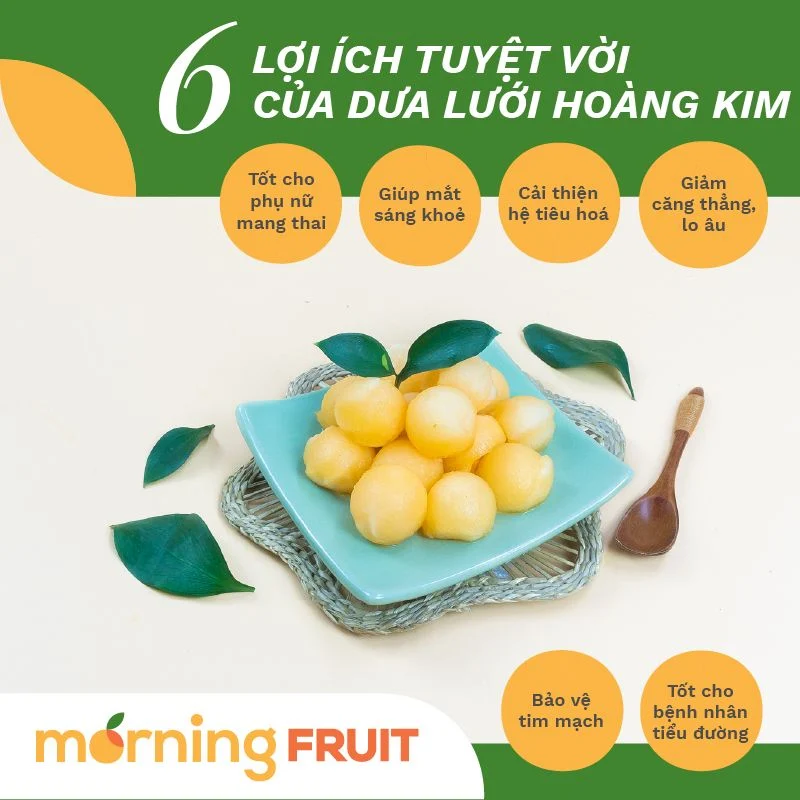 6 LỢI ÍCH TUYỆT VỜI
CỦA DƯA LƯỚI HOÀNG KIM
Tốt cho
phụ nữ
mang thai
Giúp mắt
sáng khoẻ
Cải thiện
hệ tiêu hoá
Giảm
căng thẳng,
lo âu
Bảo vệ
tim mạch
Tốt cho
bệnh nhân
tiểu đường
morning FRUIT